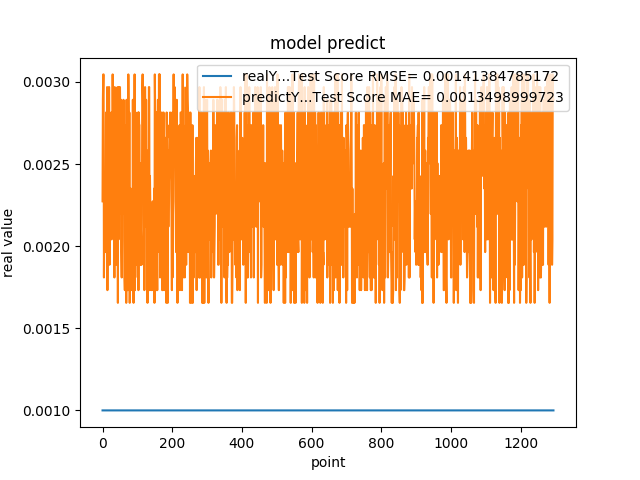 model predict
realY...Test Score RMSE= 0.00141384785172
predictY...Test Score MAE= 0.0013498999723
0.0030
0.0025
0.0020
0.0015
0.0010
real value
0 200 400 600 800 1000 1200
point